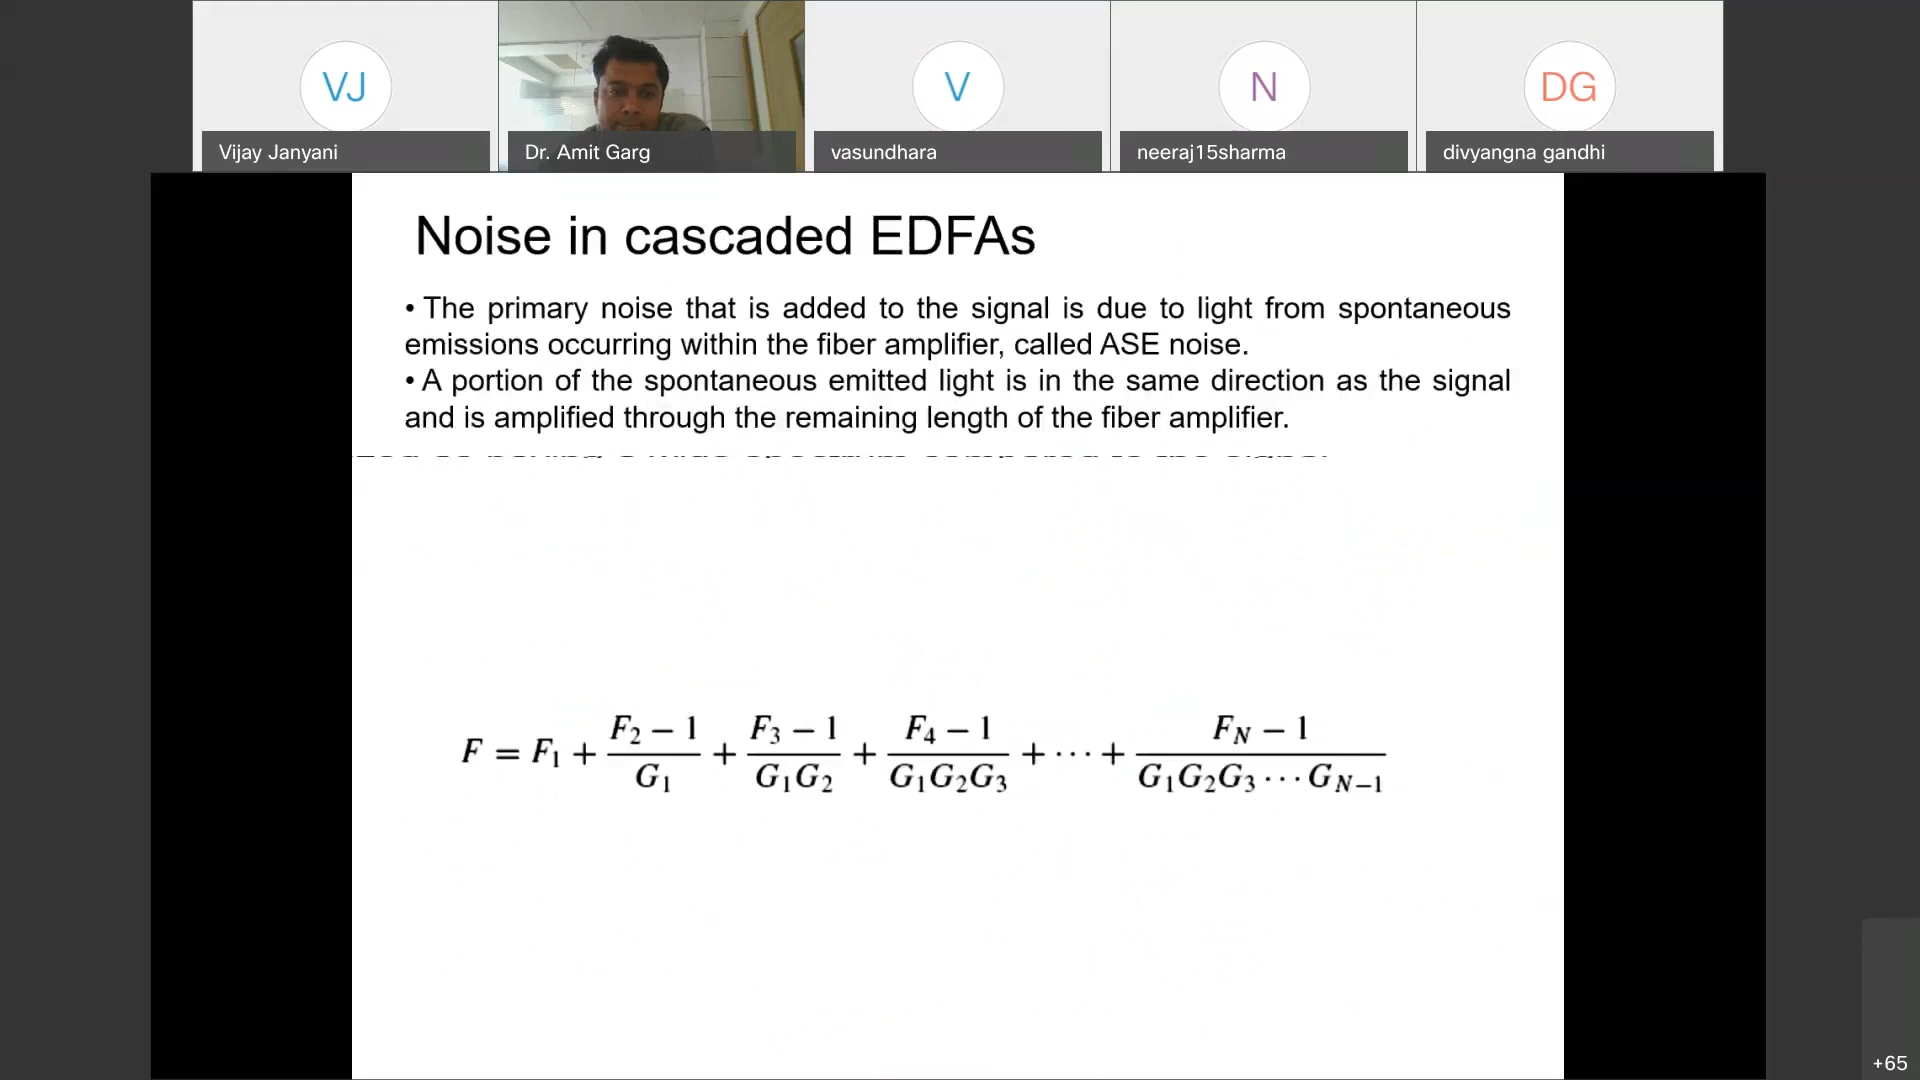 VJ
V
N
DG
Vijay Janyani
Dr. Amit Garg
vasundhara
neeraj15sharma
divyangna gandhi
Noise in cascaded EDFAs
• The primary noise that is added to the signal is due to light from spontaneous
emissions occurring within the fiber amplifier, called ASE noise.
• A portion of the spontaneous emitted light is in the same direction as the signal
and is amplified through the remaining length of the fiber amplifier.
F = F₁ + (F₂ − 1)/(G₁) + (F₃ − 1)/(G₁G₂) + (F₄ − 1)/(G₁G₂G₃) + ··· + (F_N − 1)/(G₁G₂G₃ ··· G_{N−1})
+65